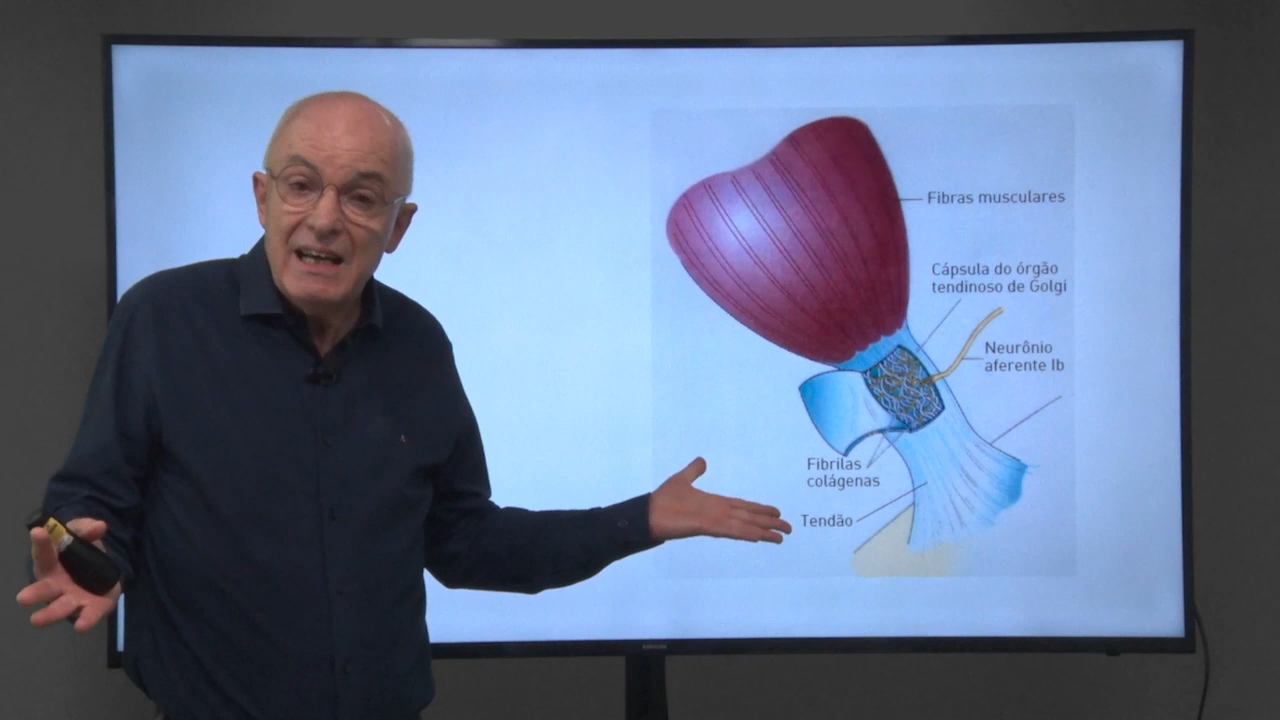 Fibras musculares
Cápsula do órgão
tendinoso de Golgi
Neurônio
aferente Ib
Fibrilas
colágenas
Tendão